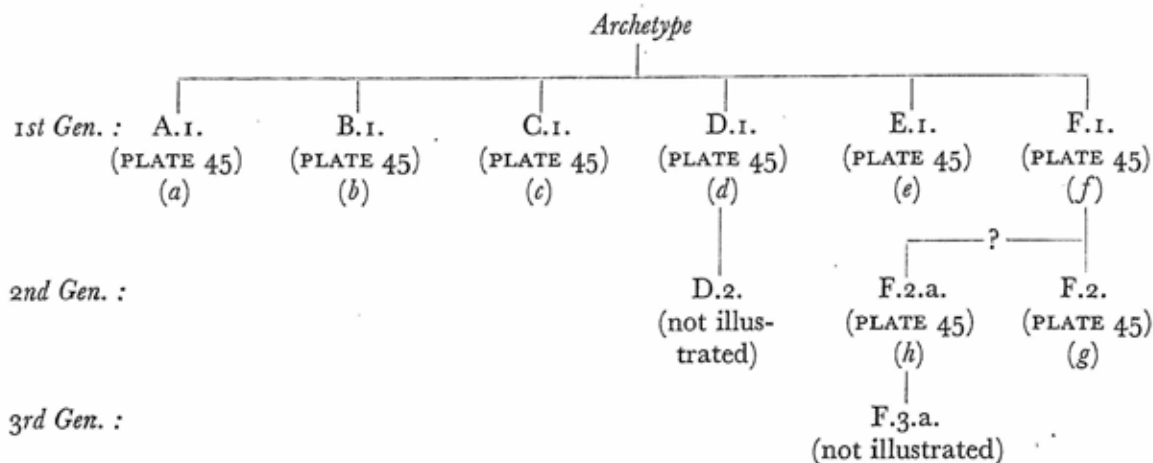 Archetype
1st Gen. : A.1. B.1. C.1. D.1. E.1. F.1.
(PLATE 45) (PLATE 45) (PLATE 45) (PLATE 45) (PLATE 45) (PLATE 45)
(a) (b) (c) (d) (e) (f)
?
2nd Gen. : D.2. F.2.a. F.2.
(not illus- (PLATE 45) (PLATE 45)
trated) (h) (g)
3rd Gen. : F.3.a.
(not illustrated)